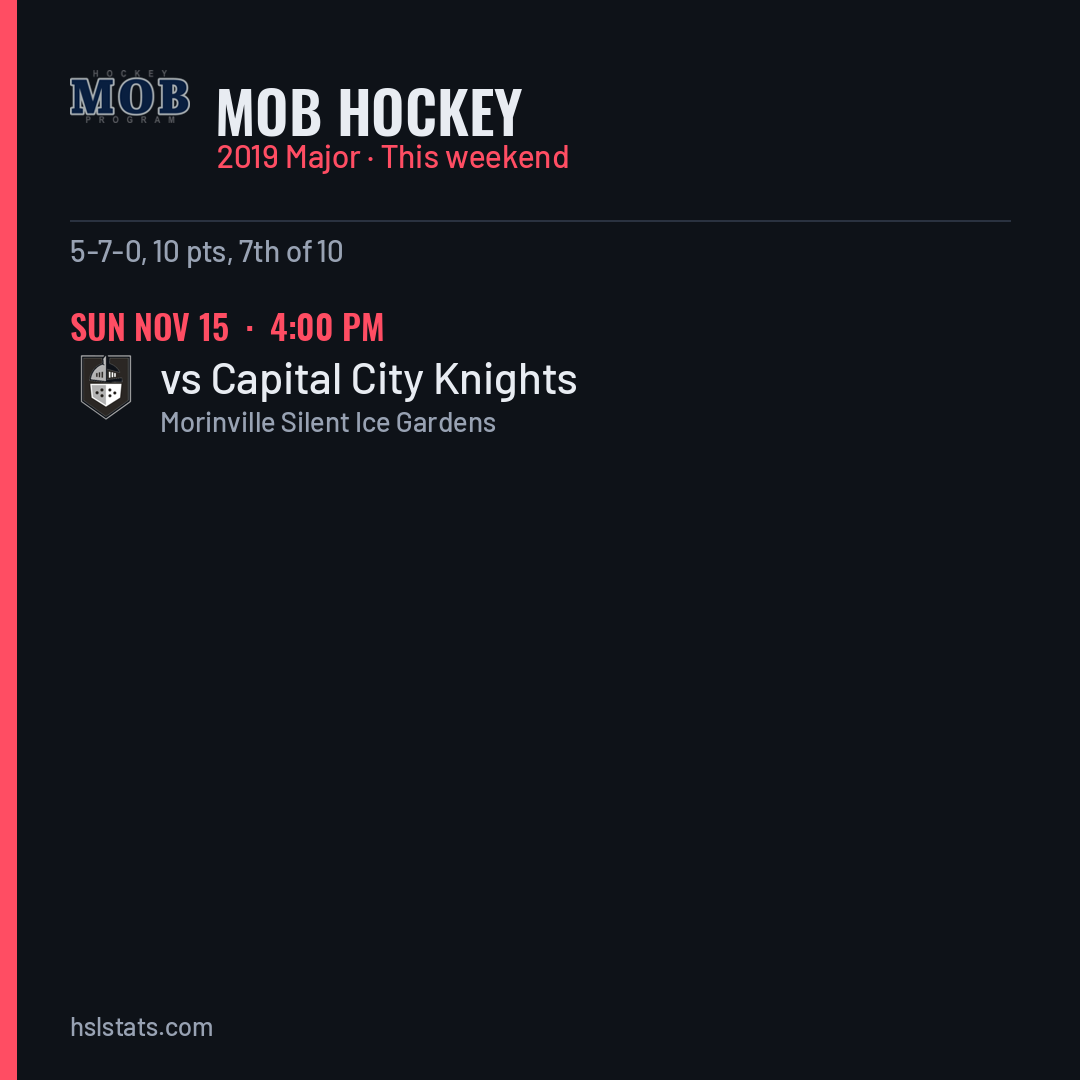 HOCKEY
MOB
PROGRAM
MOB HOCKEY
2019 Major · This weekend
5-7-0, 10 pts, 7th of 10
SUN NOV 15 · 4:00 PM
vs Capital City Knights
Morinville Silent Ice Gardens
hslstats.com